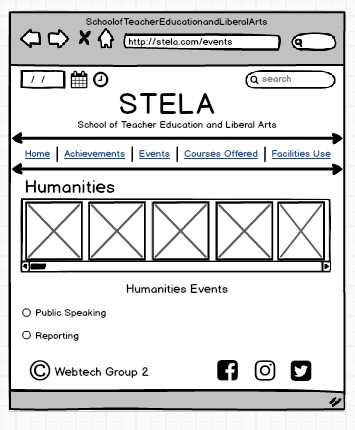 SchoolofTeacherEducationandLiberalArts
http://stela.com/events
/ /
search
STELA
School of Teacher Education and Liberal Arts
Home Achievements Events Courses Offered Facilities Use
Humanities
Humanities Events
Public Speaking
Reporting
© Webtech Group 2